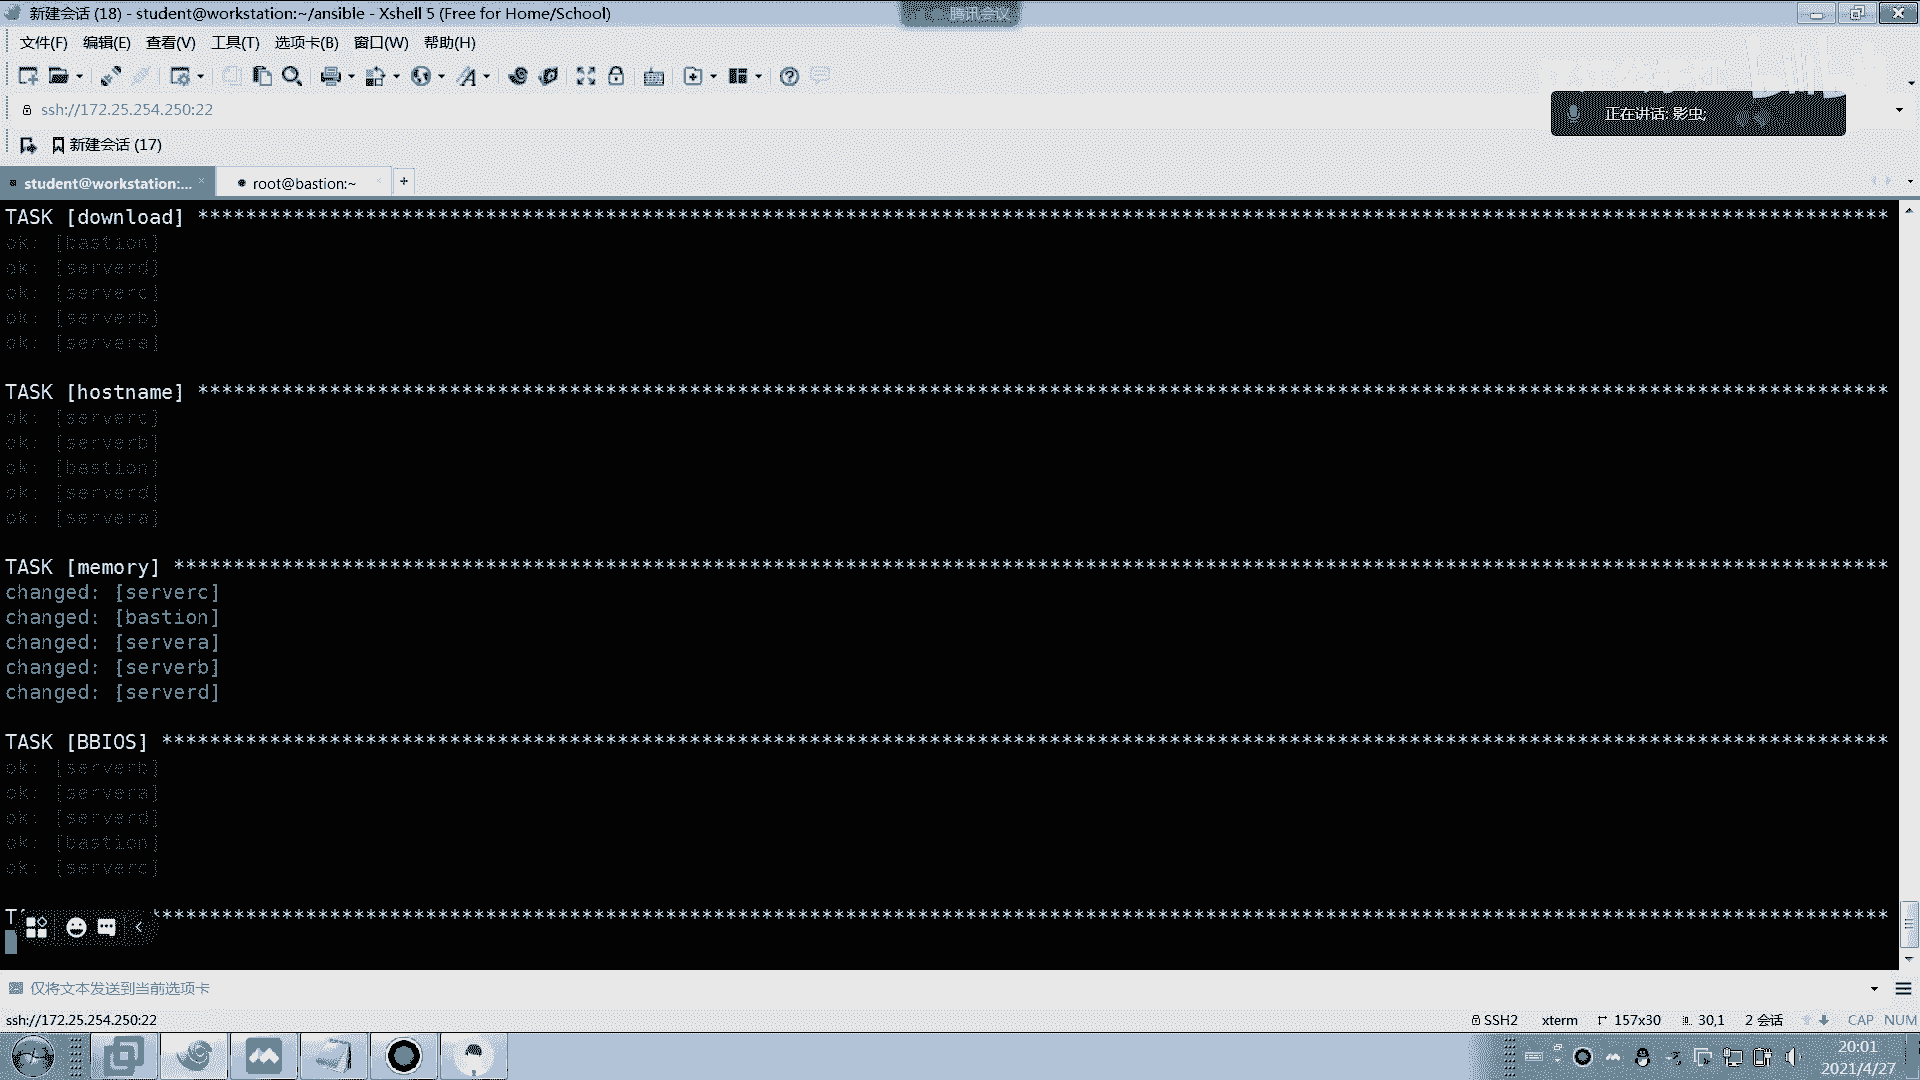 新建会话 (18) - student@workstation:~/ansible - Xshell 5 (Free for Home/School)
腾讯会议
文件(F) 编辑(E) 查看(V) 工具(T) 选项卡(B) 窗口(W) 帮助(H)
ssh://172.25.254.250:22
正在讲话: 影虫;
新建会话 (17)
student@workstation:... root@bastion:~
TASK [download] *********************************************************************************************************************************************
ok: [bastion]
ok: [serverd]
ok: [serverc]
ok: [serverb]
ok: [servera]
TASK [hostname] *********************************************************************************************************************************************
ok: [serverc]
ok: [serverb]
ok: [bastion]
ok: [serverd]
ok: [servera]
TASK [memory] ***********************************************************************************************************************************************
changed: [serverc]
changed: [bastion]
changed: [servera]
changed: [serverb]
changed: [serverd]
TASK [BBIOS] ************************************************************************************************************************************************
ok: [serverb]
ok: [servera]
ok: [serverd]
ok: [bastion]
ok: [serverc]
仅将文本发送到当前选项卡
ssh://172.25.254.250:22 SSH2 xterm 157x30 30,1 2 会话 CAP NUM
20:01
2021/4/27